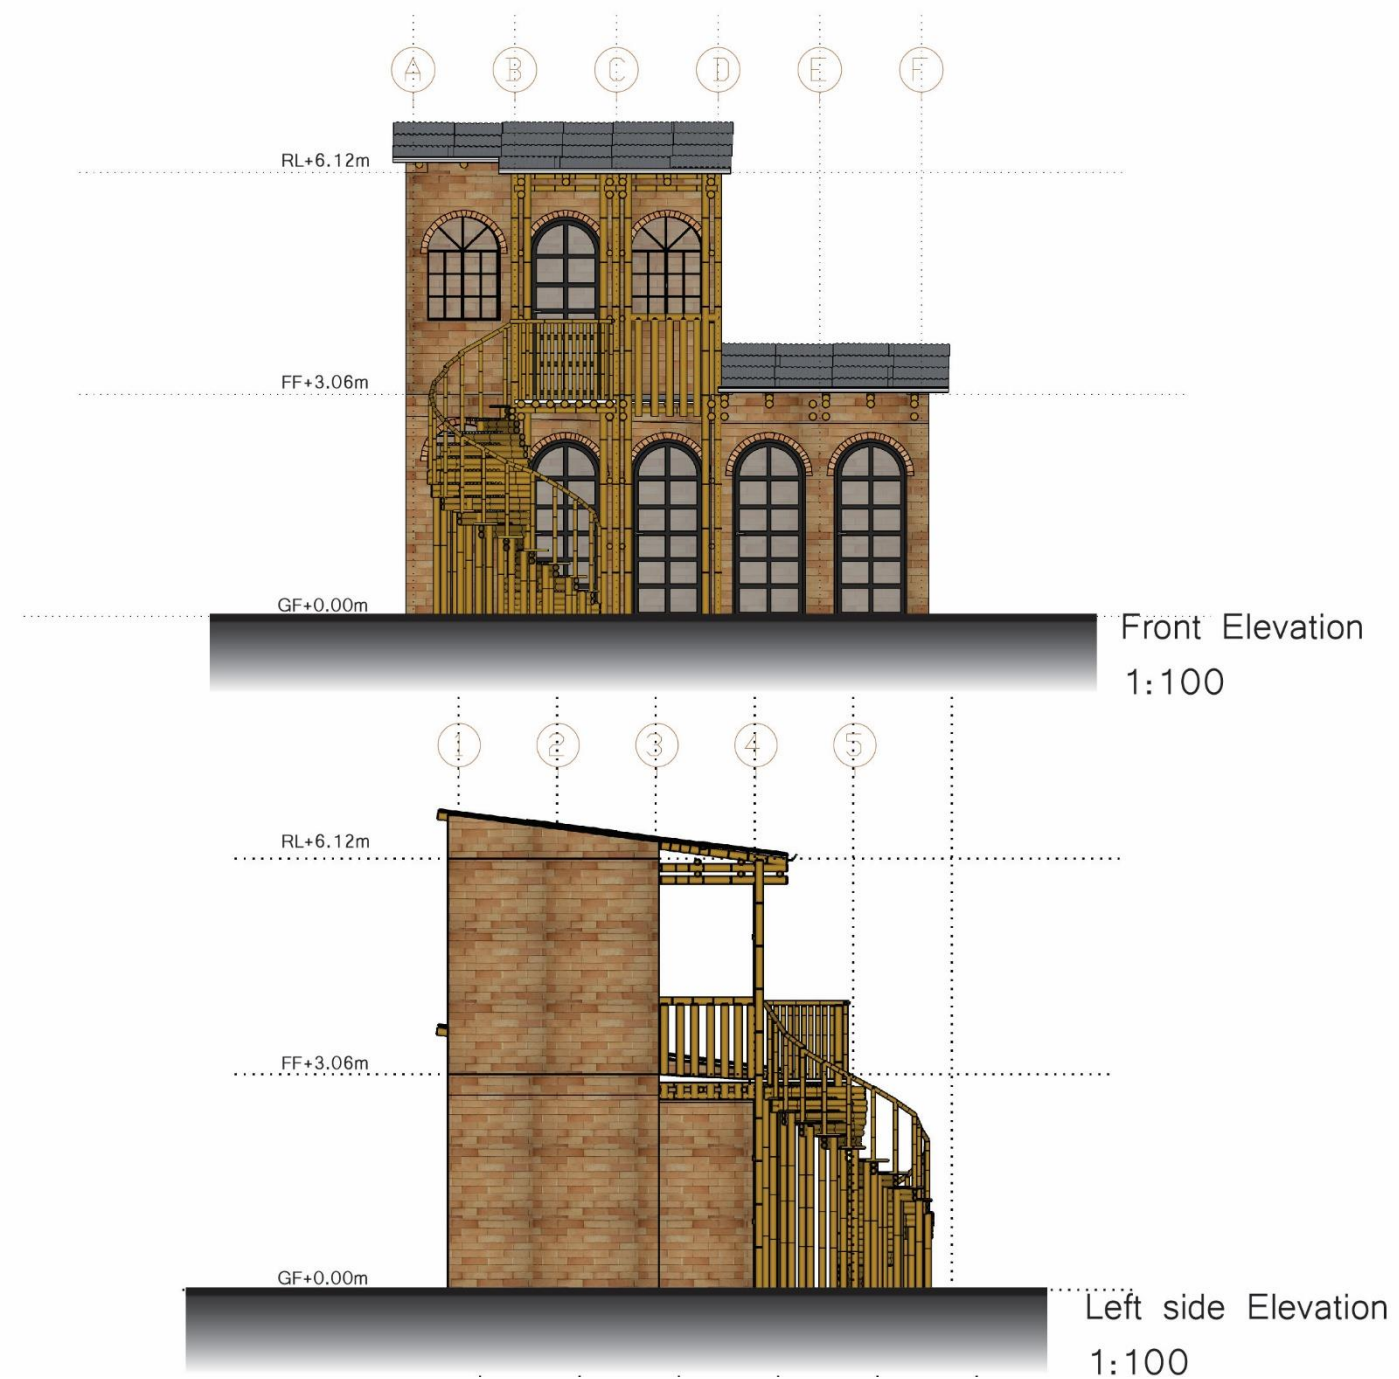 A B C D E F
RL+6.12m
FF+3.06m
GF+0.00m
Front Elevation
1:100
1 2 3 4 5
RL+6.12m
FF+3.06m
GF+0.00m
Left side Elevation
1:100